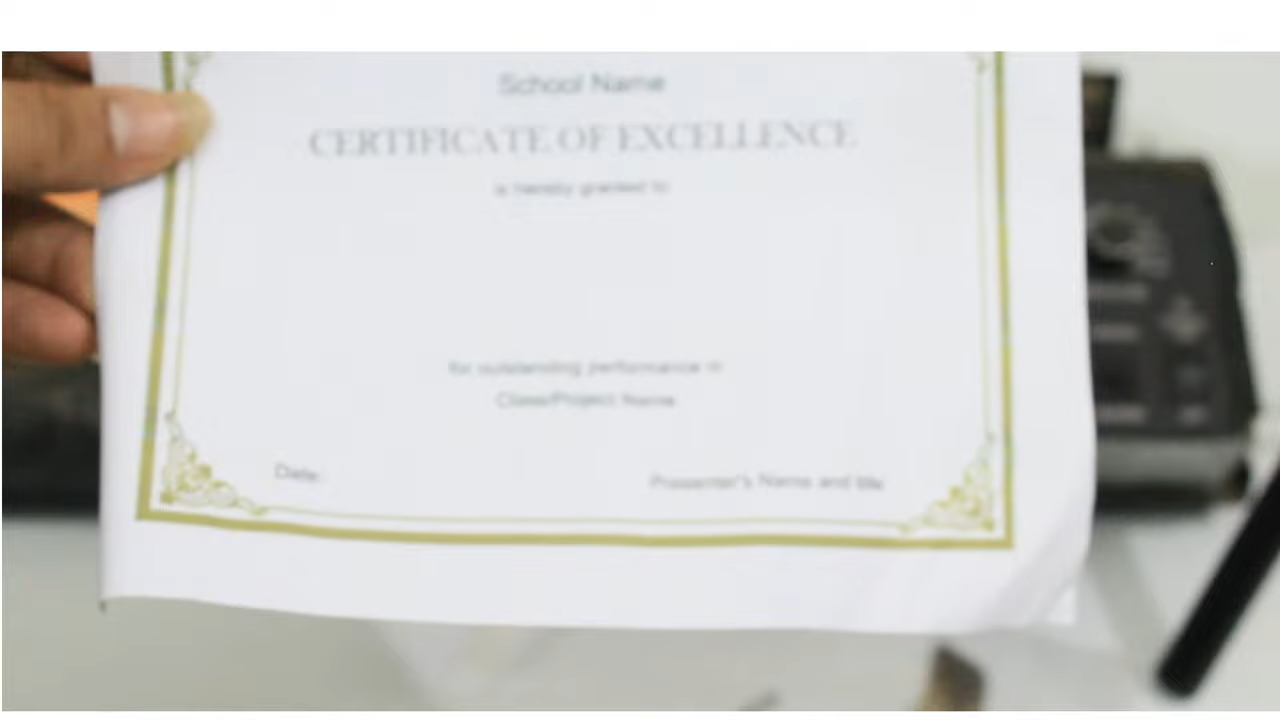 School Name
CERTIFICATE OF EXCELLENCE
is hereby granted to
for outstanding performance in
Class/Project Name
Date:
Presenter's Name and title